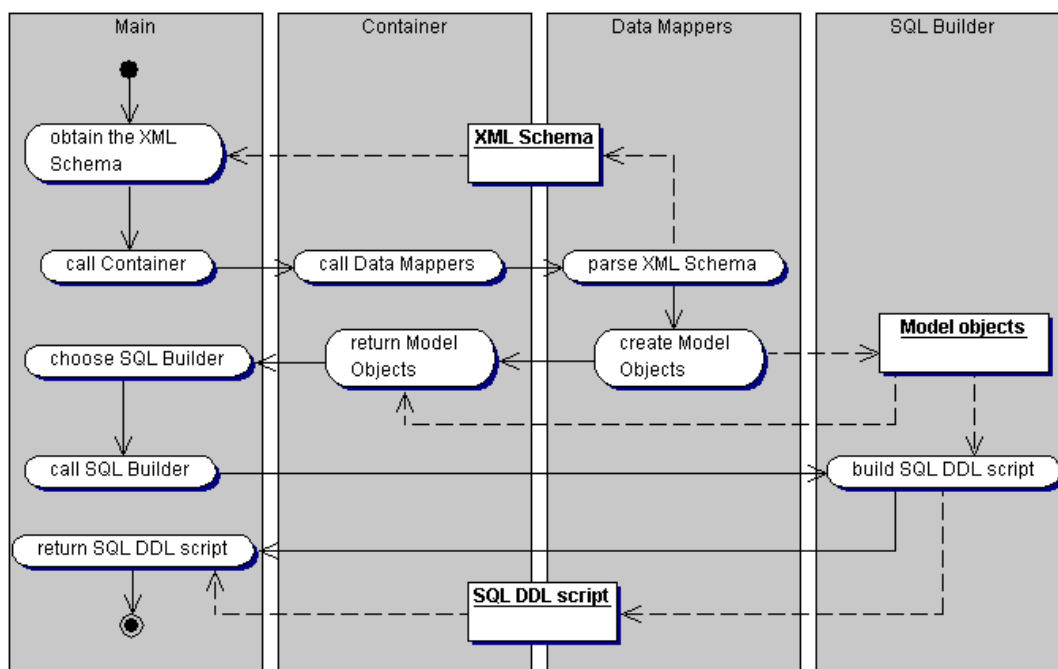 Main
Container
Data Mappers
SQL Builder
obtain the XML
Schema
XML Schema
call Container
call Data Mappers
parse XML Schema
choose SQL Builder
return Model
Objects
create Model
Objects
Model objects
call SQL Builder
build SQL DDL script
return SQL DDL script
SQL DDL script